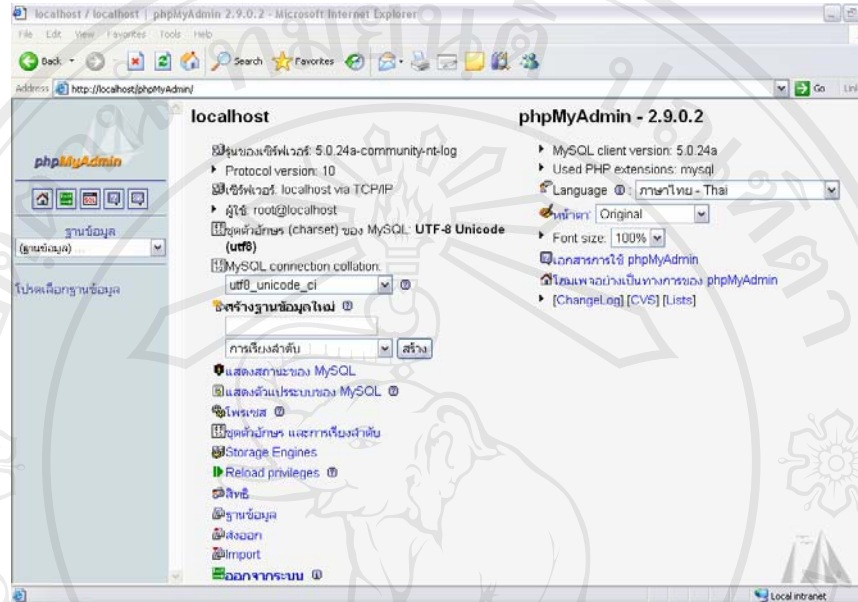 localhost / localhost | phpMyAdmin 2.9.0.2 - Microsoft Internet Explorer
File Edit View Favorites Tools Help
Back Search Favorites
Address http://localhost/phpMyAdmin/ Go
phpMyAdmin
ฐานข้อมูล
(ฐานข้อมูล) ...
โปรดเลือกฐานข้อมูล
localhost
รุ่นของเซิร์ฟเวอร์: 5.0.24a-community-nt-log
Protocol version: 10
เซิร์ฟเวอร์: localhost via TCP/IP
ผู้ใช้: root@localhost
ชุดตัวอักษร (charset) ของ MySQL: UTF-8 Unicode
(utf8)
MySQL connection collation:
utf8_unicode_ci
สร้างฐานข้อมูลใหม่
การเรียงลำดับ สร้าง
แสดงสถานะของ MySQL
แสดงตัวแปรระบบของ MySQL
โพรเซส
ชุดตัวอักษร และการเรียงลำดับ
Storage Engines
Reload privileges
สิทธิ
ฐานข้อมูล
ส่งออก
Import
ออกจากระบบ
phpMyAdmin - 2.9.0.2
MySQL client version: 5.0.24a
Used PHP extensions: mysql
Language : ภาษาไทย - Thai
หน้าตา: Original
Font size: 100%
เอกสารการใช้ phpMyAdmin
โฮมเพจอย่างเป็นทางการของ phpMyAdmin
[ChangeLog] [CVS] [Lists]
Local intranet